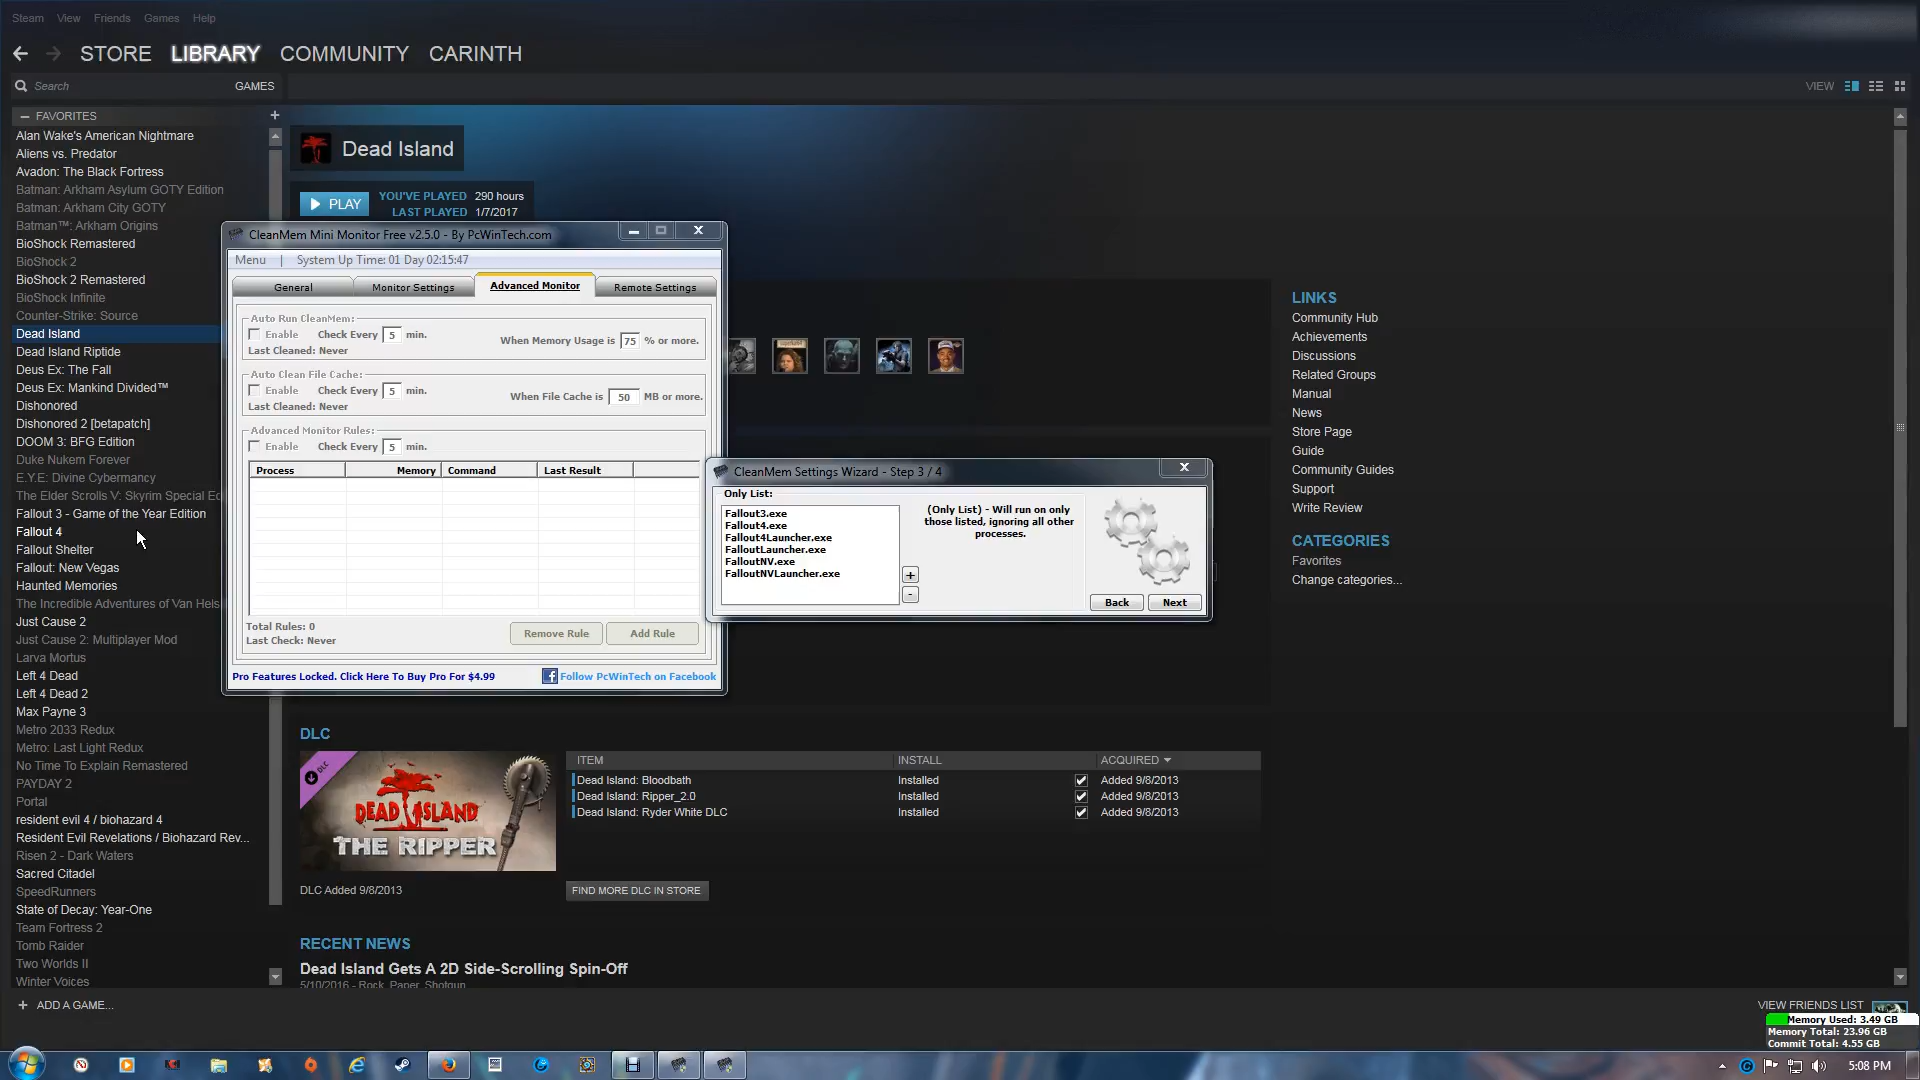 Steam View Friends Games Help
STORE LIBRARY COMMUNITY CARINTH
Search GAMES VIEW
— FAVORITES +
Alan Wake's American Nightmare
Aliens vs. Predator
Avadon: The Black Fortress
Batman: Arkham Asylum GOTY Edition
Batman: Arkham City GOTY
Batman™: Arkham Origins
BioShock Remastered
BioShock 2
BioShock 2 Remastered
BioShock Infinite
Counter-Strike: Source
Dead Island
Dead Island Riptide
Deus Ex: The Fall
Deus Ex: Mankind Divided™
Dishonored
Dishonored 2 [betapatch]
DOOM 3: BFG Edition
Duke Nukem Forever
E.Y.E: Divine Cybermancy
The Elder Scrolls V: Skyrim Special Ed
Fallout 3 - Game of the Year Edition
Fallout 4
Fallout Shelter
Fallout: New Vegas
Haunted Memories
The Incredible Adventures of Van Hels
Just Cause 2
Just Cause 2: Multiplayer Mod
Larva Mortus
Left 4 Dead
Left 4 Dead 2
Max Payne 3
Metro 2033 Redux
Metro: Last Light Redux
No Time To Explain Remastered
PAYDAY 2
Portal
resident evil 4 / biohazard 4
Resident Evil Revelations / Biohazard Rev...
Risen 2 - Dark Waters
Sacred Citadel
SpeedRunners
State of Decay: Year-One
Team Fortress 2
Tomb Raider
Two Worlds II
Winter Voices
+ ADD A GAME...
Dead Island
PLAY
YOU'VE PLAYED 290 hours
LAST PLAYED 1/7/2017
CleanMem Mini Monitor Free v2.5.0 - By PcWinTech.com
Menu | System Up Time: 01 Day 02:15:47
General Monitor Settings Advanced Monitor Remote Settings
Auto Run CleanMem:
Enable Check Every 5 min.
When Memory Usage is 75 % or more.
Last Cleaned: Never
Auto Clean File Cache:
Enable Check Every 5 min.
When File Cache is 50 MB or more.
Last Cleaned: Never
Advanced Monitor Rules:
Enable Check Every 5 min.
Process Memory Command Last Result
Total Rules: 0
Last Check: Never
Remove Rule Add Rule
Pro Features Locked. Click Here To Buy Pro For $4.99
Follow PcWinTech on Facebook
CleanMem Settings Wizard - Step 3 / 4
Only List:
Fallout3.exe
Fallout4.exe
Fallout4Launcher.exe
FalloutLauncher.exe
FalloutNV.exe
FalloutNVLauncher.exe
+
-
(Only List) - Will run on only
those listed, ignoring all other
processes.
Back Next
LINKS
Community Hub
Achievements
Discussions
Related Groups
Manual
News
Store Page
Guide
Community Guides
Support
Write Review
CATEGORIES
Favorites
Change categories...
DLC
DLC
DEAD ISLAND
THE RIPPER
DLC Added 9/8/2013
ITEM INSTALL ACQUIRED
Dead Island: Bloodbath Installed Added 9/8/2013
Dead Island: Ripper_2.0 Installed Added 9/8/2013
Dead Island: Ryder White DLC Installed Added 9/8/2013
FIND MORE DLC IN STORE
RECENT NEWS
Dead Island Gets A 2D Side-Scrolling Spin-Off
5/10/2016 - Rock, Paper, Shotgun
VIEW FRIENDS LIST
Memory Used: 3.49 GB
Memory Total: 23.96 GB
Commit Total: 4.55 GB
5:08 PM